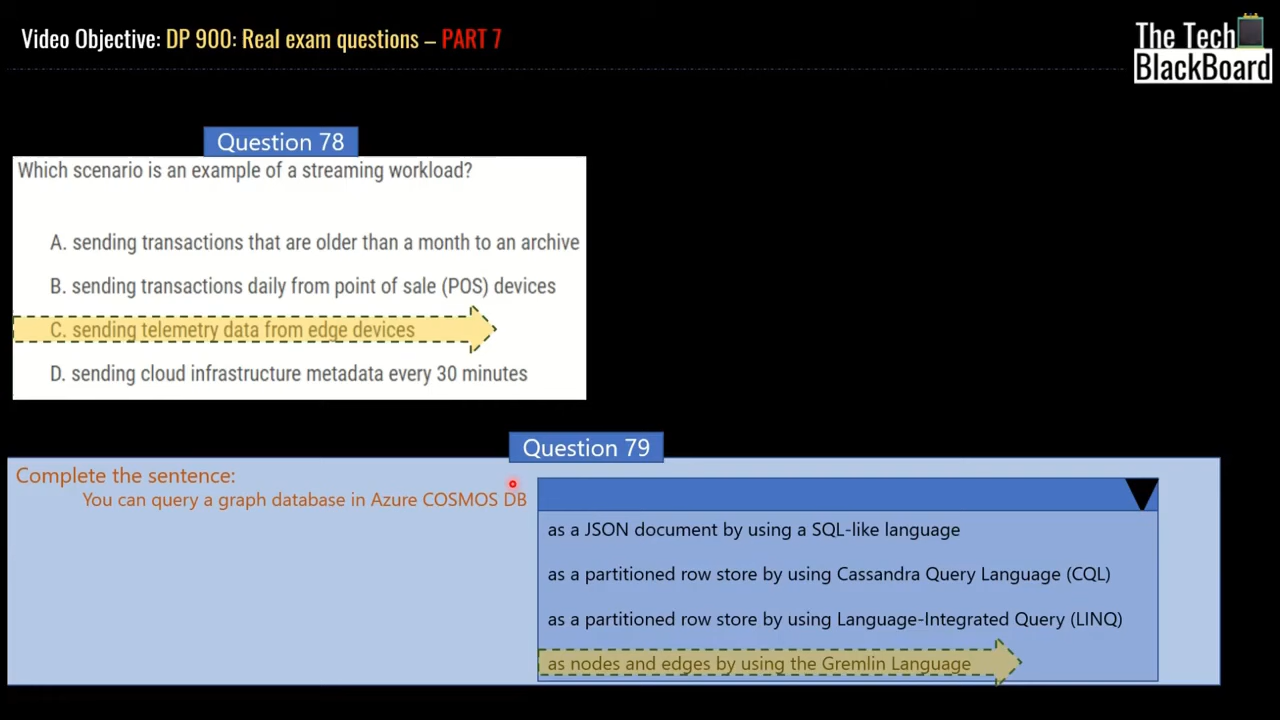 Video Objective: DP 900: Real exam questions – PART 7
The Tech
BlackBoard
Question 78
Which scenario is an example of a streaming workload?
A. sending transactions that are older than a month to an archive
B. sending transactions daily from point of sale (POS) devices
C. sending telemetry data from edge devices
D. sending cloud infrastructure metadata every 30 minutes
Question 79
Complete the sentence:
You can query a graph database in Azure COSMOS DB
as a JSON document by using a SQL-like language
as a partitioned row store by using Cassandra Query Language (CQL)
as a partitioned row store by using Language-Integrated Query (LINQ)
as nodes and edges by using the Gremlin Language